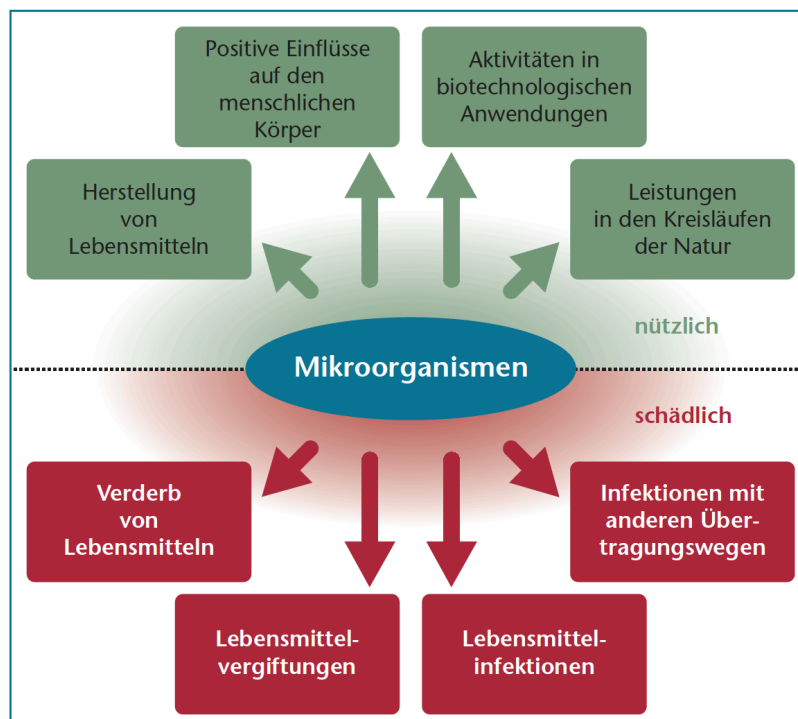 Positive Einflüsse
auf den
menschlichen
Körper
Aktivitäten in
biotechnologischen
Anwendungen
Herstellung
von
Lebensmitteln
Leistungen
in den Kreisläufen
der Natur
nützlich
Mikroorganismen
schädlich
Verderb
von
Lebensmitteln
Infektionen mit
anderen Über-
tragungswegen
Lebensmittel-
vergiftungen
Lebensmittel-
infektionen